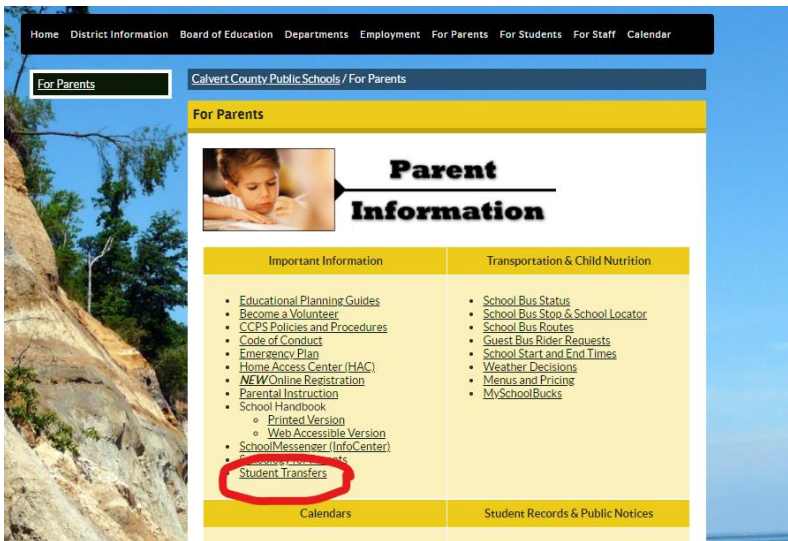 Home District Information Board of Education Departments Employment For Parents For Students For Staff Calendar
For Parents
Calvert County Public Schools / For Parents
For Parents
Parent
Information
Important Information
Educational Planning Guides
Become a Volunteer
CCPS Policies and Procedures
Code of Conduct
Emergency Plan
Home Access Center (HAC)
NEW Online Registration
Parental Instruction
School Handbook
Printed Version
Web Accessible Version
SchoolMessenger (InfoCenter)
for
Student Transfers
Transportation & Child Nutrition
School Bus Status
School Bus Stop & School Locator
School Bus Routes
Guest Bus Rider Requests
School Start and End Times
Weather Decisions
Menus and Pricing
MySchoolBucks
Calendars
Student Records & Public Notices